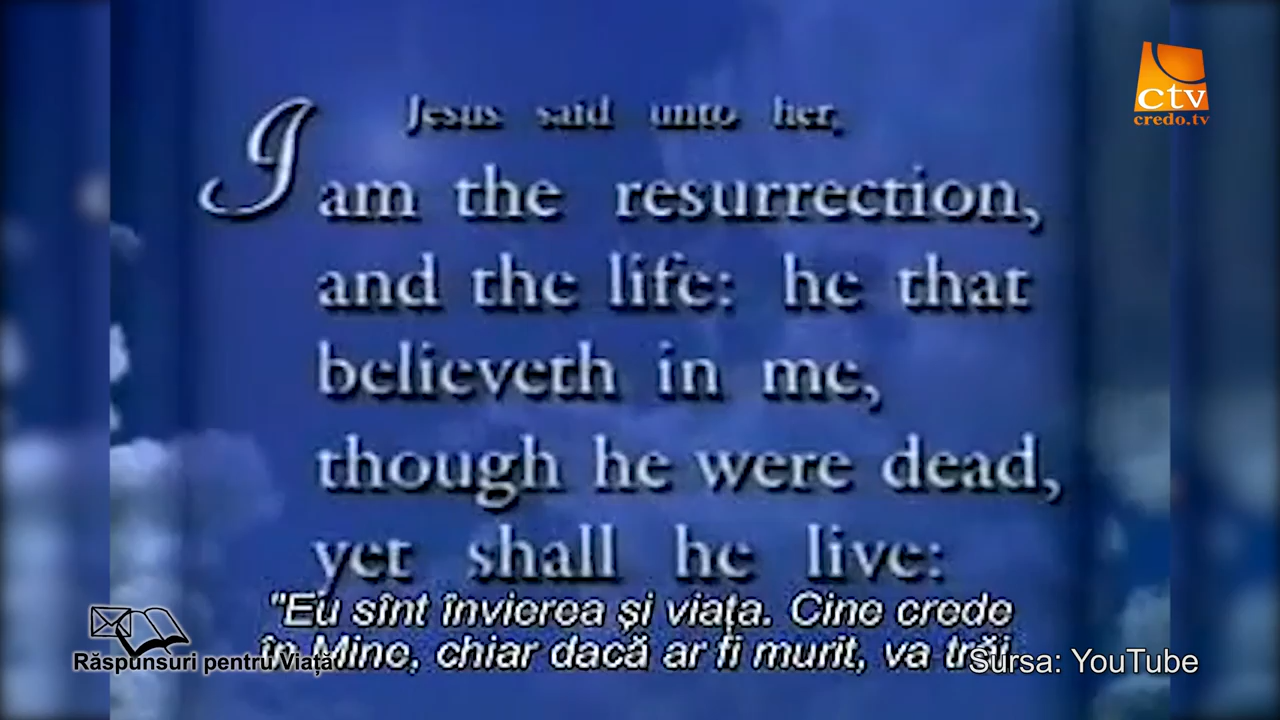 Jesus said unto her,
I am the resurrection,
and the life: he that
believeth in me,
though he were dead,
yet shall he live:
"Eu sînt învierea şi viaţa. Cine crede
în Mine, chiar dacă ar fi murit, va trăi
ctv
credo.tv
Răspunsuri pentru Viață
Sursa: YouTube